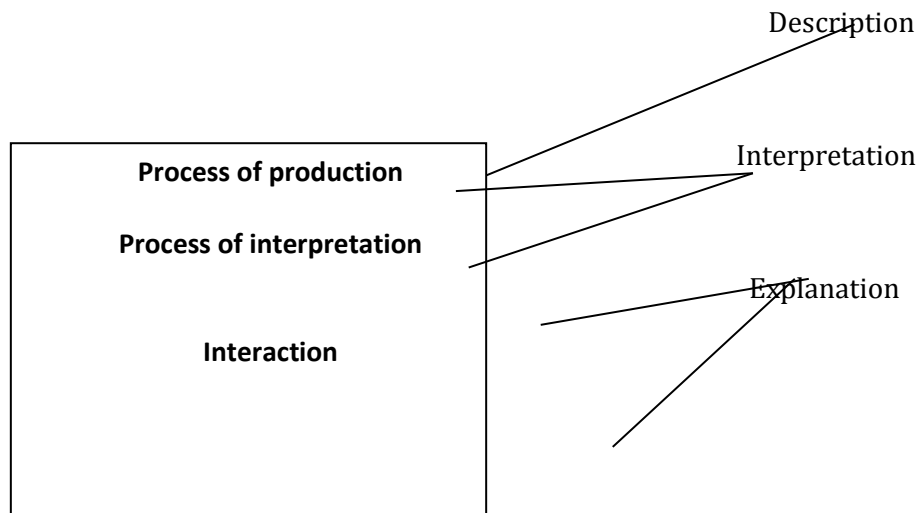 Description
Process of production
Interpretation
Process of interpretation
Explanation
Interaction